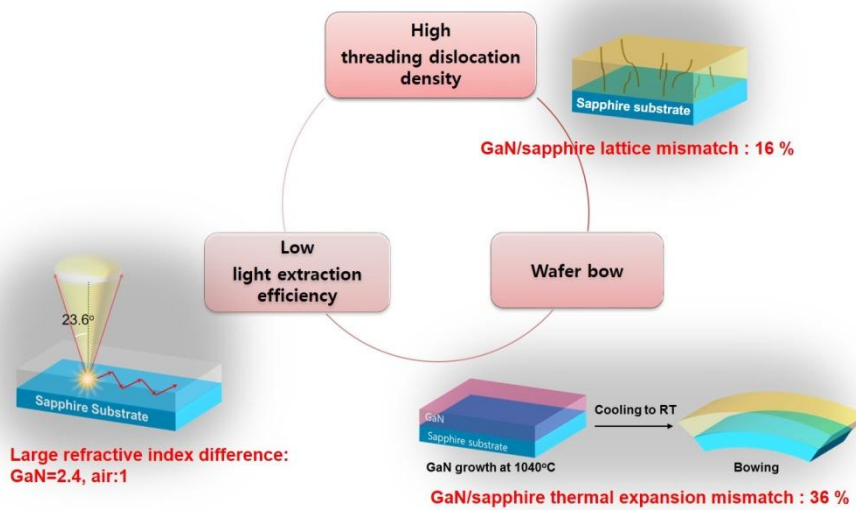 High
threading dislocation
density
Sapphire substrate
GaN/sapphire lattice mismatch : 16 %
Low
light extraction
efficiency
Wafer bow
23.6°
Sapphire Substrate
Large refractive index difference:
GaN=2.4, air:1
GaN
Sapphire substrate
GaN growth at 1040°C
Cooling to RT
Bowing
GaN/sapphire thermal expansion mismatch : 36 %